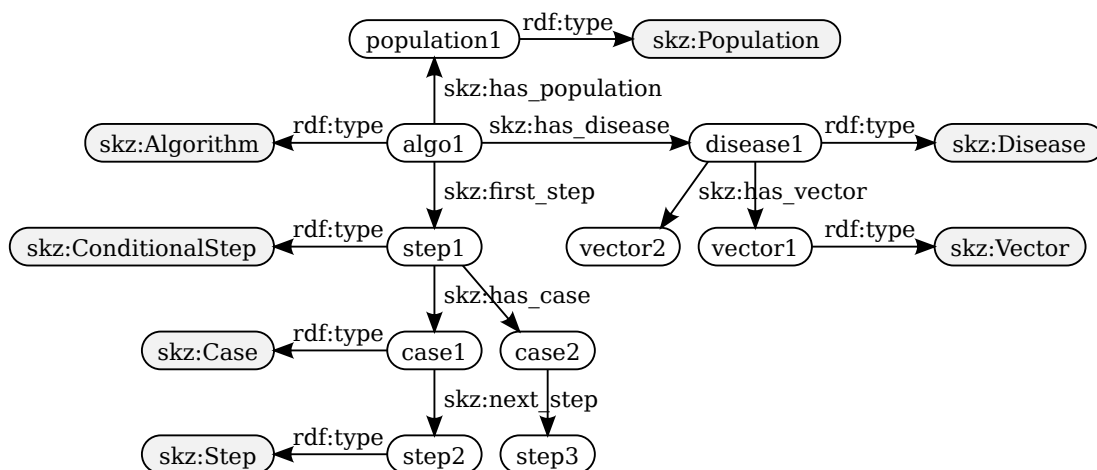 population1 rdf:type skz:Population
skz:has_population
skz:Algorithm rdf:type algo1 skz:has_disease disease1 rdf:type skz:Disease
skz:first_step skz:has_vector
skz:ConditionalStep rdf:type step1 vector2 vector1 rdf:type skz:Vector
skz:has_case
skz:Case rdf:type case1 case2
skz:next_step
skz:Step rdf:type step2 step3